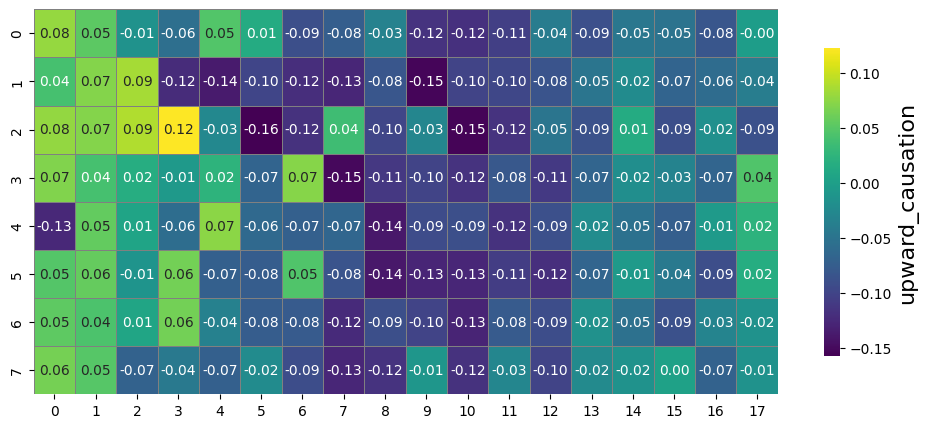 0 0.08 0.05 -0.01 -0.06 0.05 0.01 -0.09 -0.08 -0.03 -0.12 -0.12 -0.11 -0.04 -0.09 -0.05 -0.05 -0.08 -0.00
1 0.04 0.07 0.09 -0.12 -0.14 -0.10 -0.12 -0.13 -0.08 -0.15 -0.10 -0.10 -0.08 -0.05 -0.02 -0.07 -0.06 -0.04
2 0.08 0.07 0.09 0.12 -0.03 -0.16 -0.12 0.04 -0.10 -0.03 -0.15 -0.12 -0.05 -0.09 0.01 -0.09 -0.02 -0.09
3 0.07 0.04 0.02 -0.01 0.02 -0.07 0.07 -0.15 -0.11 -0.10 -0.12 -0.08 -0.11 -0.07 -0.02 -0.03 -0.07 0.04
4 -0.13 0.05 0.01 -0.06 0.07 -0.06 -0.07 -0.07 -0.14 -0.09 -0.09 -0.12 -0.09 -0.02 -0.05 -0.07 -0.01 0.02
5 0.05 0.06 -0.01 0.06 -0.07 -0.08 0.05 -0.08 -0.14 -0.13 -0.13 -0.11 -0.12 -0.07 -0.01 -0.04 -0.09 0.02
6 0.05 0.04 0.01 0.06 -0.04 -0.08 -0.08 -0.12 -0.09 -0.10 -0.13 -0.08 -0.09 -0.02 -0.05 -0.09 -0.03 -0.02
7 0.06 0.05 -0.07 -0.04 -0.07 -0.02 -0.09 -0.13 -0.12 -0.01 -0.12 -0.03 -0.10 -0.02 -0.02 0.00 -0.07 -0.01
0 1 2 3 4 5 6 7 8 9 10 11 12 13 14 15 16 17
0.10
0.05
0.00
−0.05
−0.10
−0.15
upward_causation